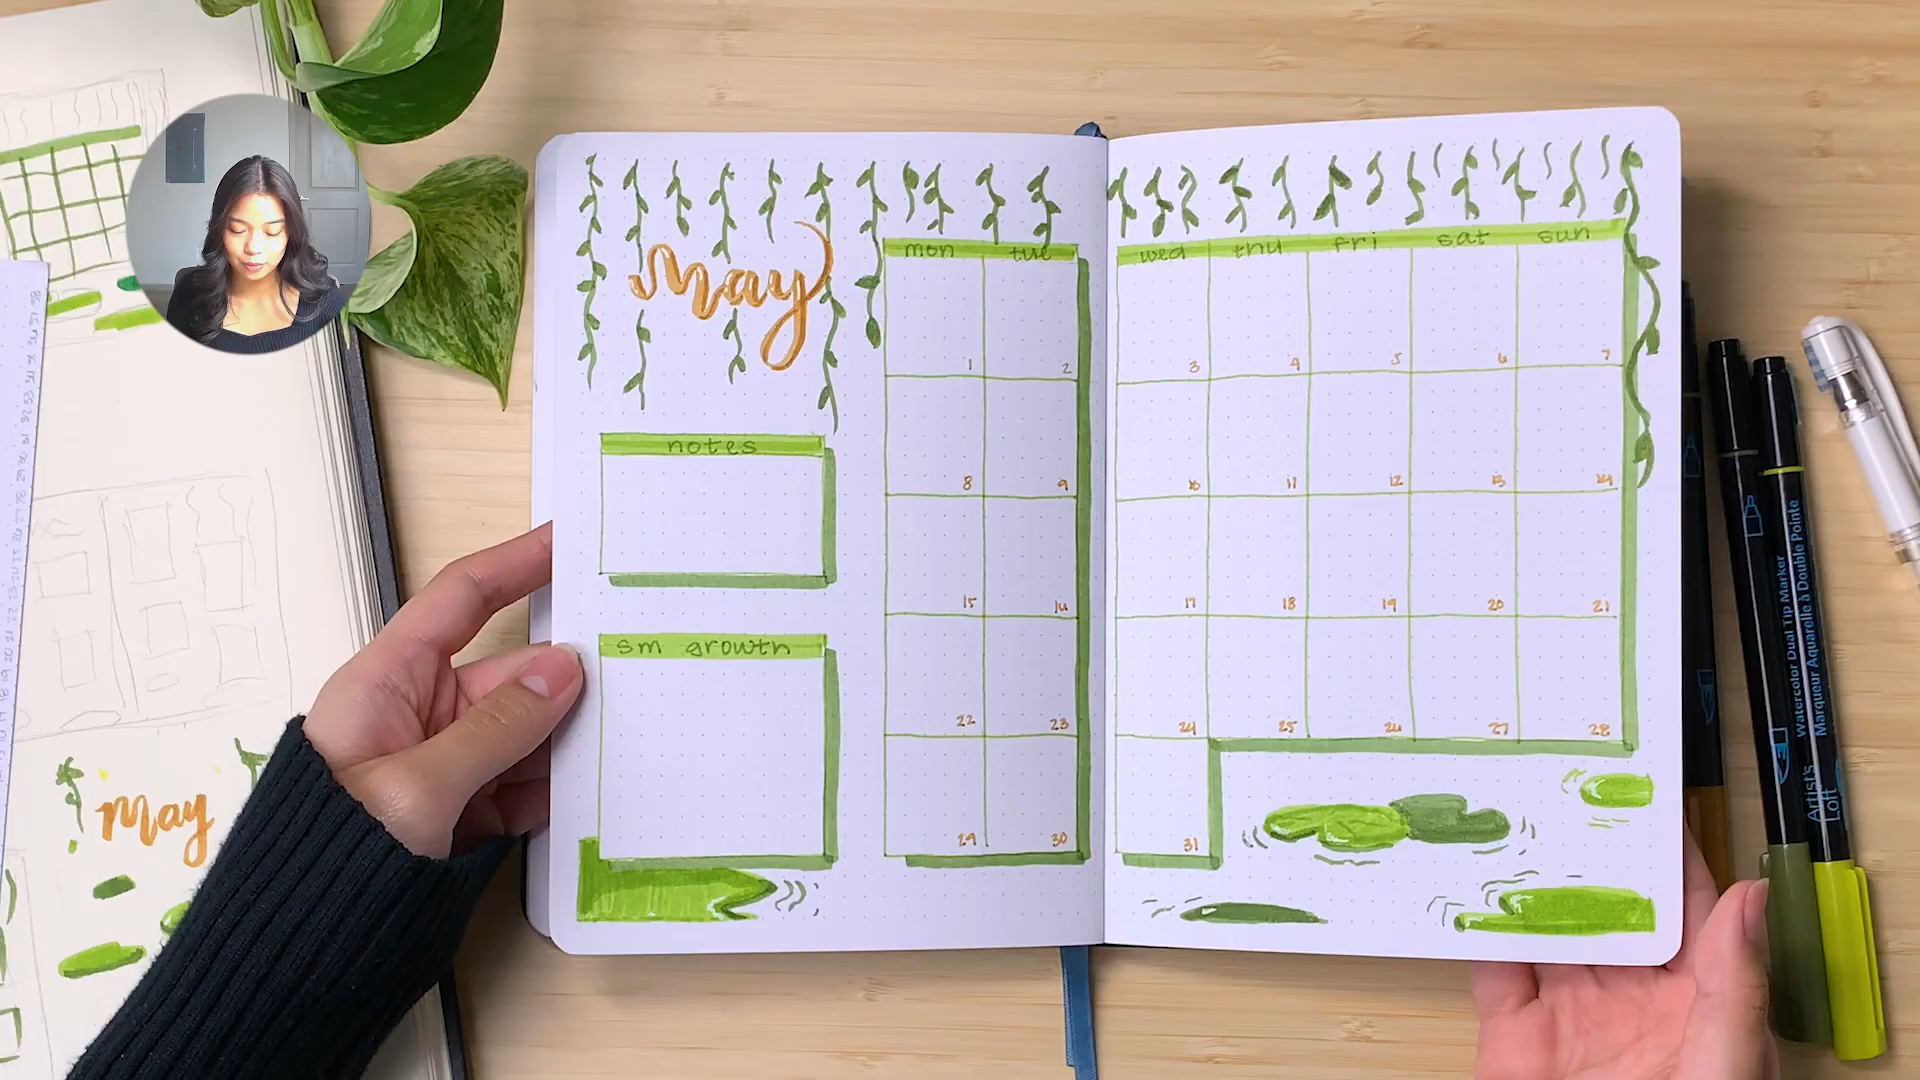 May
mon tue wed thu fri sat sun
1 2 3 4 5 6 7
notes
8 9 10 11 12 13 14
15 16 17 18 19 20 21
sm growth
22 23 24 25 26 27 28
29 30 31
May
Artist's Loft
Watercolor Dual Tip Marker
Marqueur Aquarelle à Double Pointe